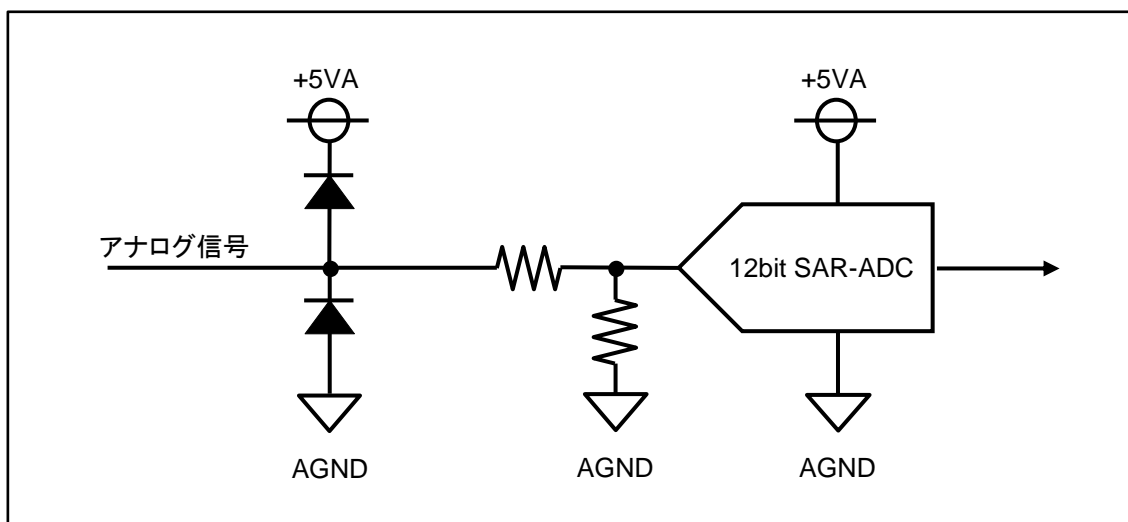 +5VA
+5VA
アナログ信号
12bit SAR-ADC
AGND
AGND
AGND